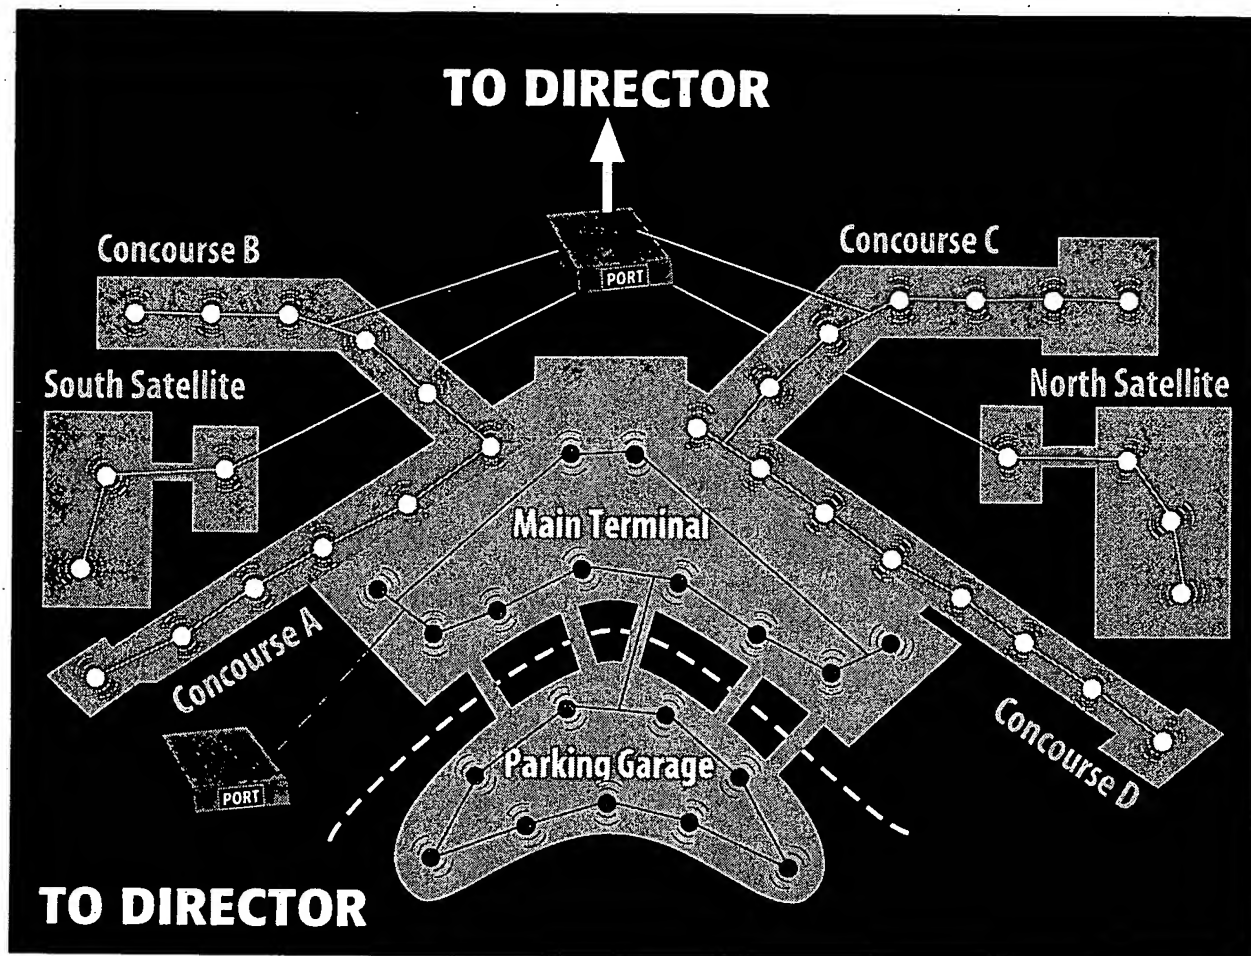 TO DIRECTOR
Concourse B
Concourse C
PORT
South Satellite
North Satellite
Main Terminal
Concourse A
Concourse D
Parking Garage
PORT
TO DIRECTOR